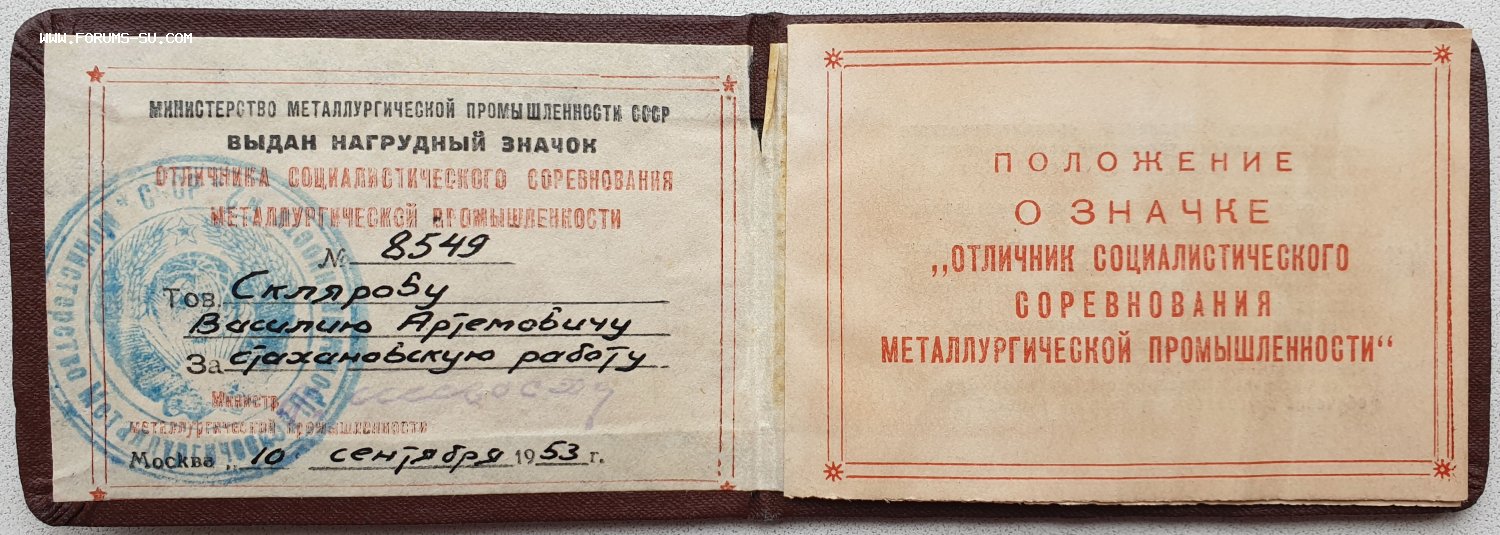 WWW.FORUMS-SU.COM
МИНИСТЕРСТВО МЕТАЛЛУРГИЧЕСКОЙ ПРОМЫШЛЕННОСТИ СССР
ВЫДАН НАГРУДНЫЙ ЗНАЧОК
ОТЛИЧНИКА СОЦИАЛИСТИЧЕСКОГО СОРЕВНОВАНИЯ
МЕТАЛЛУРГИЧЕСКОЙ ПРОМЫШЛЕННОСТИ
№ 8549
Тов. Склярову
Василию Артемовичу
За стахановскую работу
Министр
металлургической промышленности
Москва „10 сентября 1953 г.
ПОЛОЖЕНИЕ
О ЗНАЧКЕ
„ОТЛИЧНИК СОЦИАЛИСТИЧЕСКОГО
СОРЕВНОВАНИЯ
МЕТАЛЛУРГИЧЕСКОЙ ПРОМЫШЛЕННОСТИ“